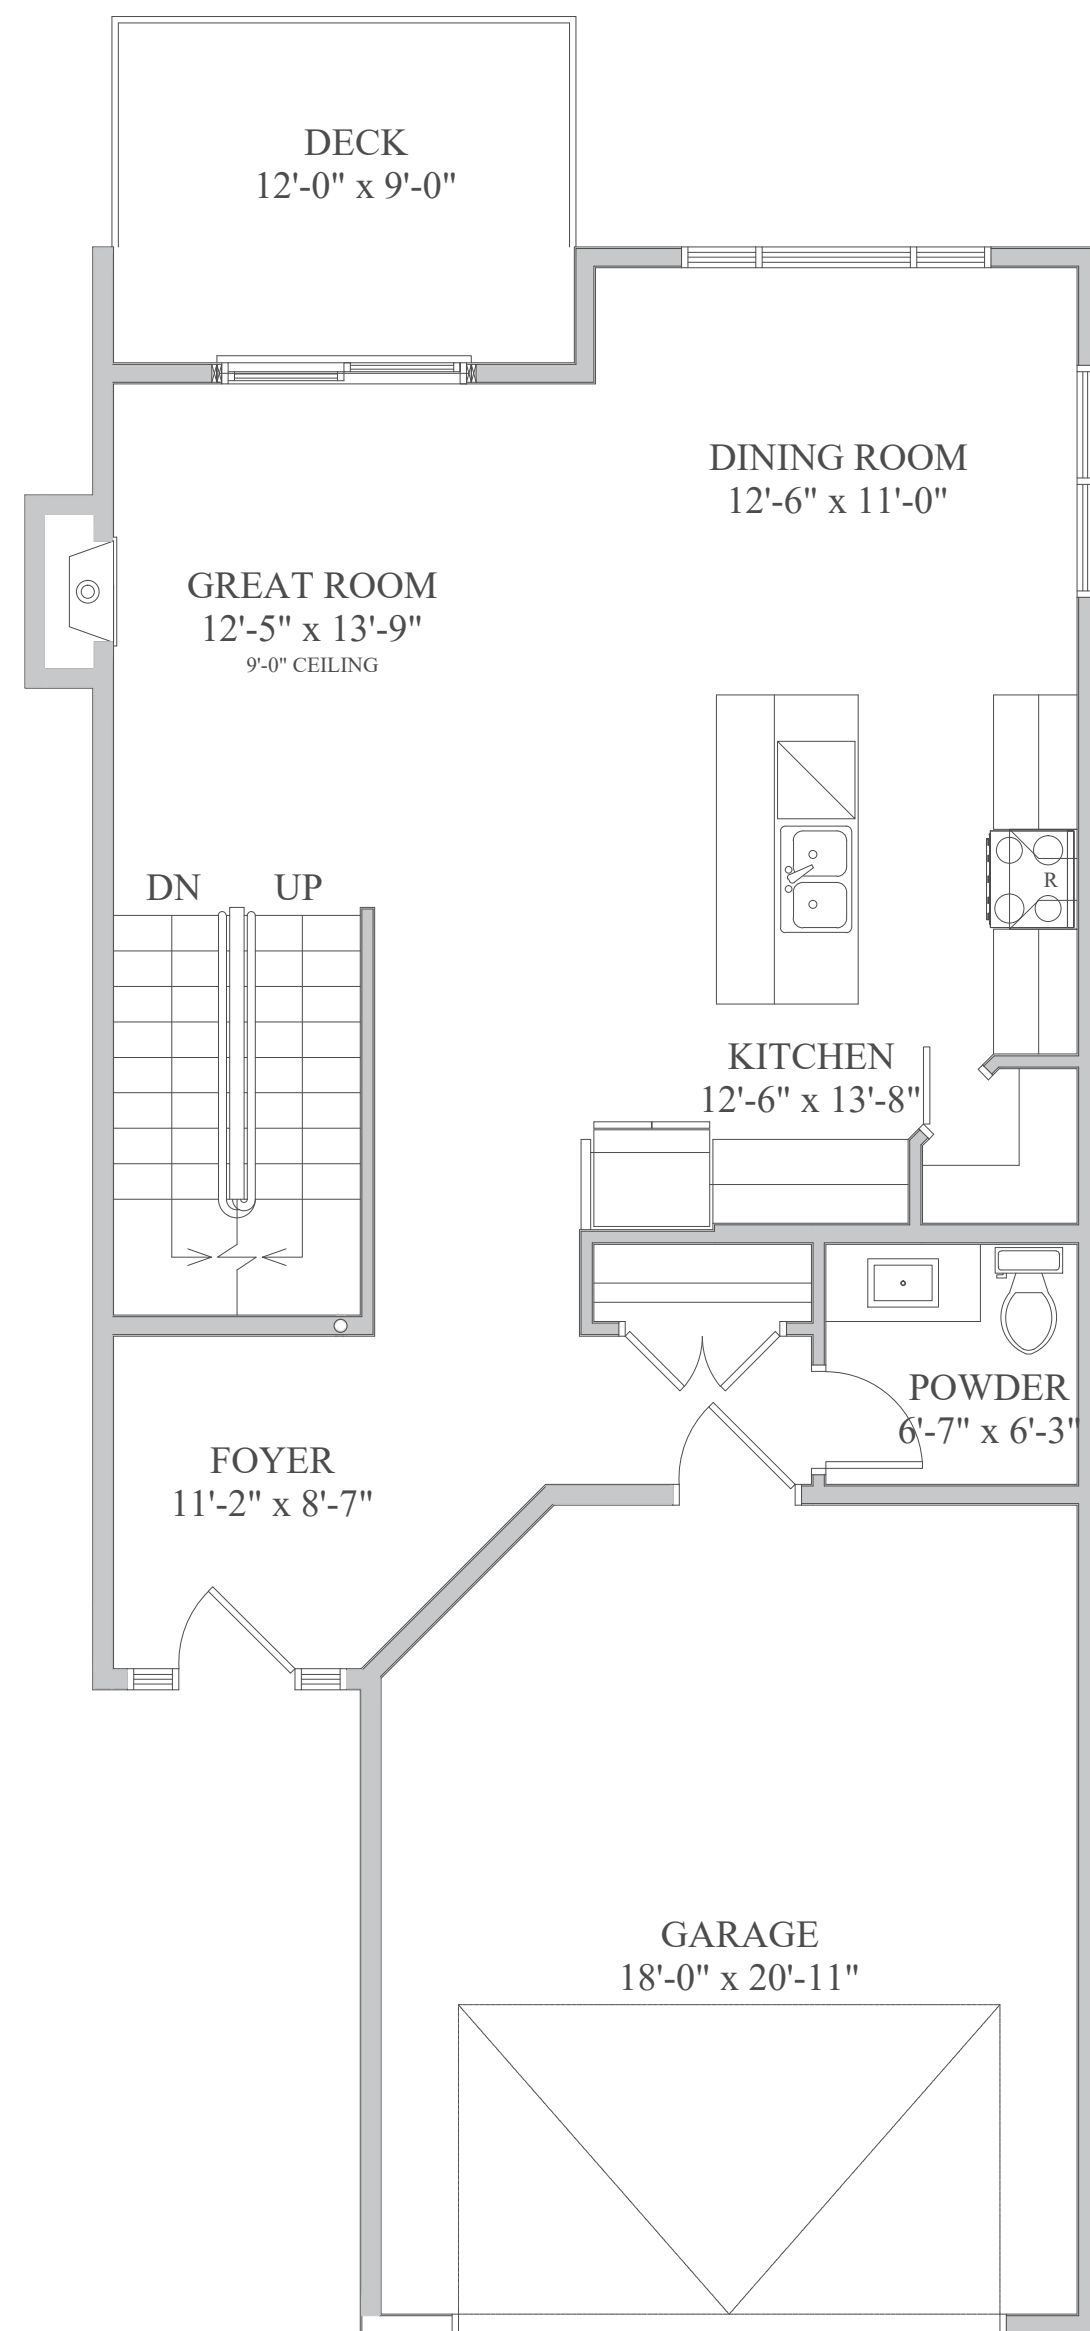 DECK
12'-0" x 9'-0"
DINING ROOM
12'-6" x 11'-0"
GREAT ROOM
12'-5" x 13'-9"
9'-0" CEILING
DN
UP
R
KITCHEN
12'-6" x 13'-8"
POWDER
6'-7" x 6'-3"
FOYER
11'-2" x 8'-7"
GARAGE
18'-0" x 20'-11"